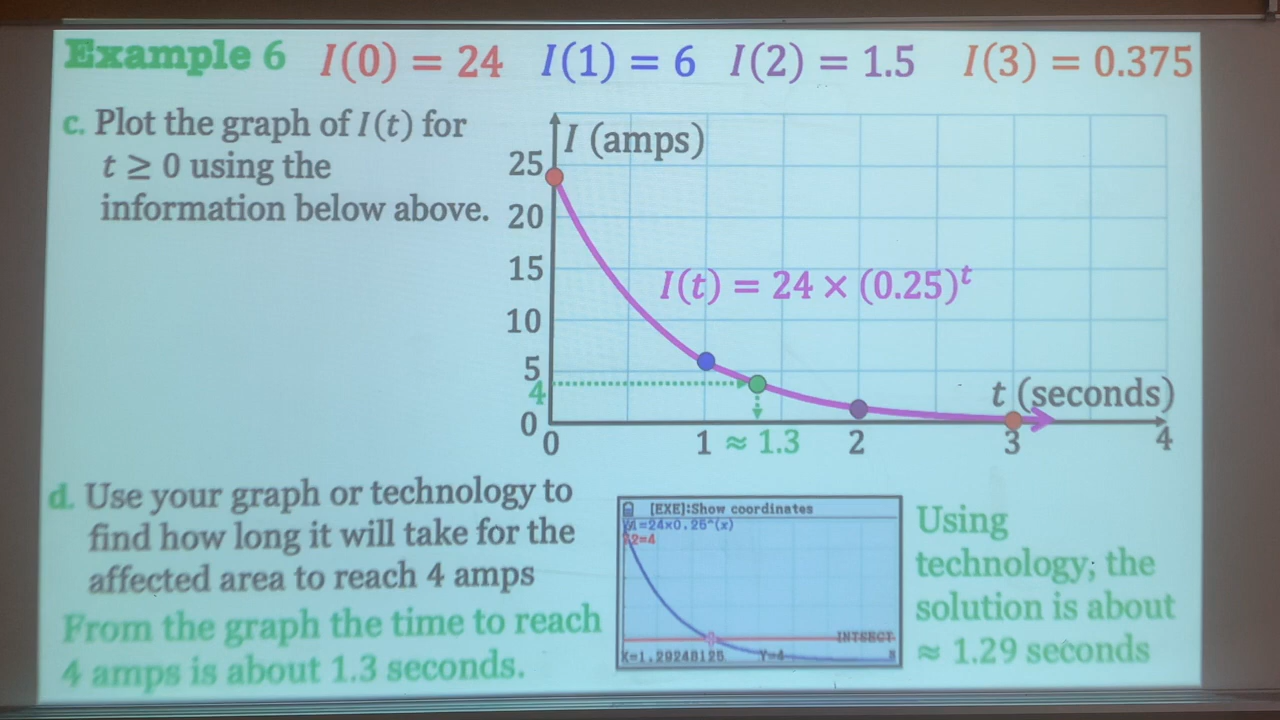 Example 6 I(0) = 24 I(1) = 6 I(2) = 1.5 I(3) = 0.375
c. Plot the graph of I(t) for
t ≥ 0 using the
information below above.
I (amps)
25
20
15
10
5
4
0
I(t) = 24 × (0.25)^t
t (seconds)
0 1 ≈ 1.3 2 3 4
d. Use your graph or technology to
find how long it will take for the
affected area to reach 4 amps
From the graph the time to reach
4 amps is about 1.3 seconds.
[EXE]:Show coordinates
Y1=24×0.25^(x)
Y2=4
INTSECT
X=1.29248125 Y=4
Using
technology; the
solution is about
≈ 1.29 seconds